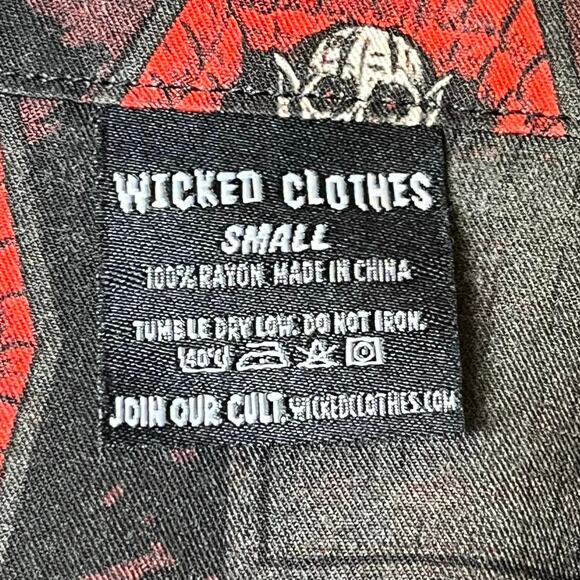 WICKED CLOTHES
SMALL
100% RAYON. MADE IN CHINA
TUMBLE DRY LOW. DO NOT IRON.
40°C
JOIN OUR CULT. WICKEDCLOTHES.COM